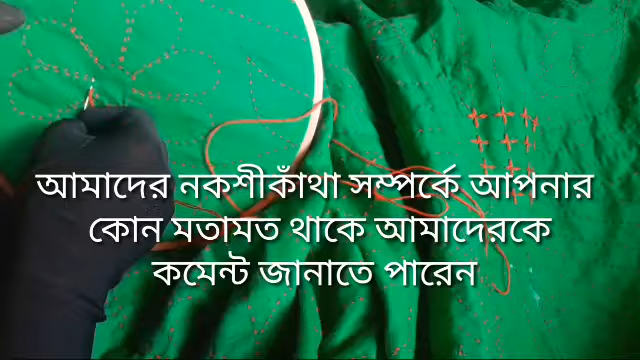 আমাদের নকশীকাঁথা সম্পর্কে আপনার
কোন মতামত থাকে আমাদেরকে
কমেন্ট জানাতে পারেন